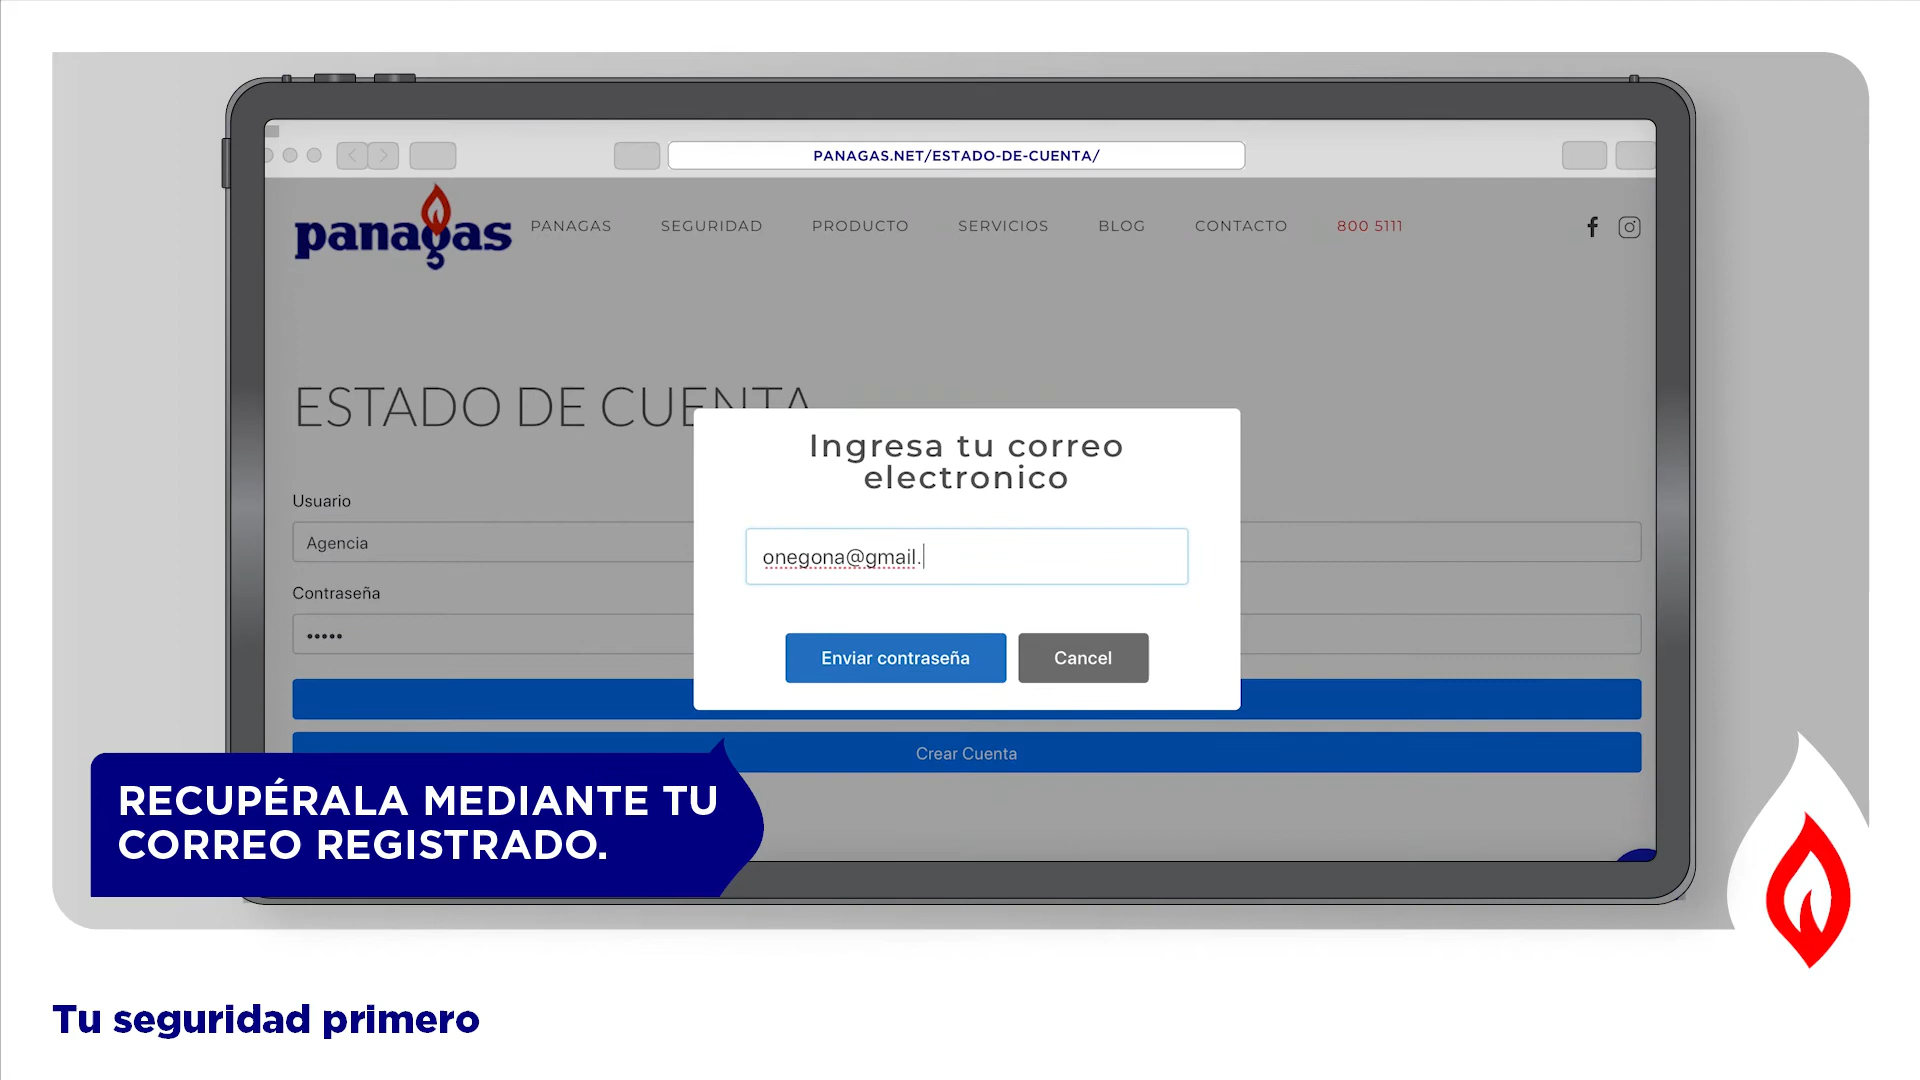 PANAGAS.NET/ESTADO-DE-CUENTA/
panagas
PANAGAS SEGURIDAD PRODUCTO SERVICIOS BLOG CONTACTO 800 5111
ESTADO DE CUENTA
Ingresa tu correo
electronico
onegona@gmail.
Enviar contraseña Cancel
Usuario
Agencia
Contraseña
•••••
Crear Cuenta
RECUPÉRALA MEDIANTE TU
CORREO REGISTRADO.
Tu seguridad primero